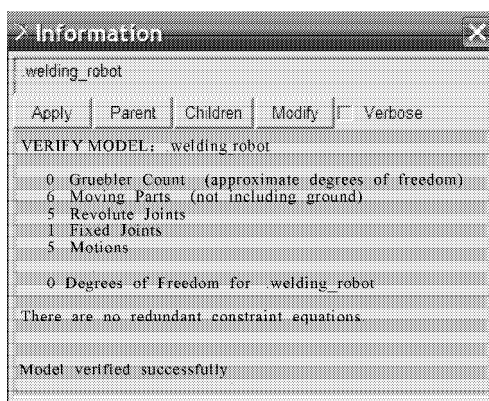 Information
.welding_robot
Apply Parent Children Modify Verbose
VERIFY MODEL: .welding_robot
0 Gruebler Count (approximate degrees of freedom)
6 Moving Parts (not including ground)
5 Revolute Joints
1 Fixed Joints
5 Motions
0 Degrees of Freedom for .welding_robot
There are no redundant constraint equations.
Model verified successfully